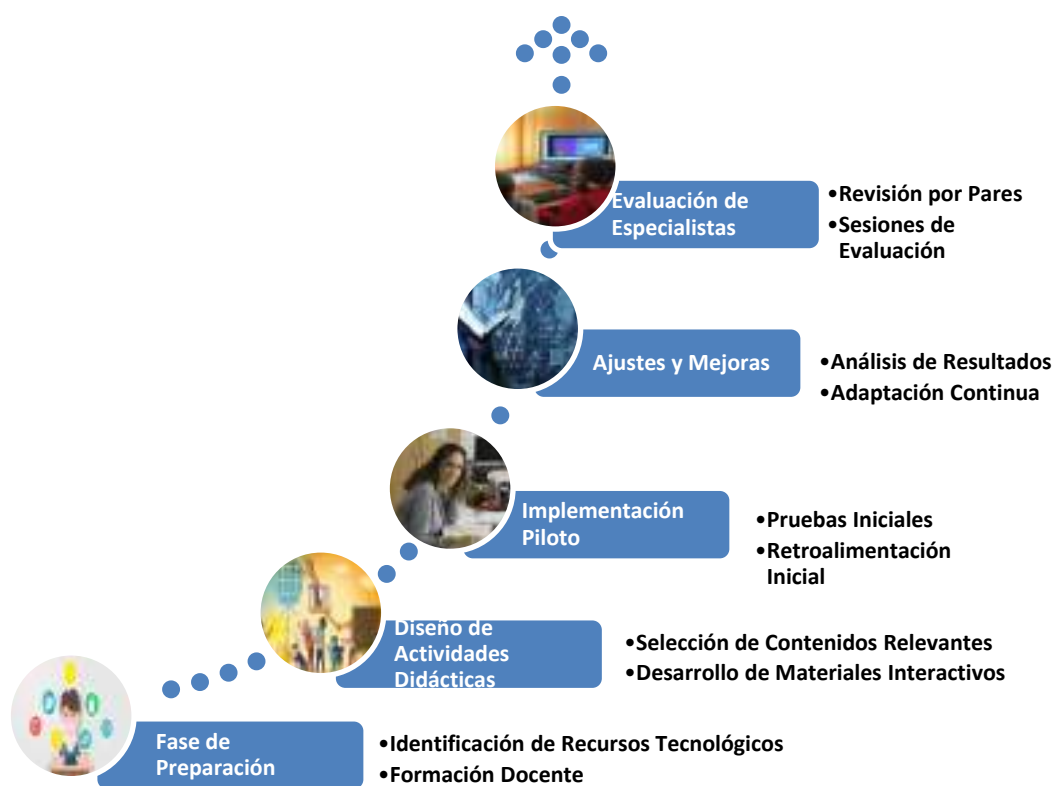 Evaluación de
Especialistas
•Revisión por Pares
•Sesiones de
Evaluación
Ajustes y Mejoras
•Análisis de Resultados
•Adaptación Continua
Implementación
Piloto
•Pruebas Iniciales
•Retroalimentación
Inicial
Diseño de
Actividades
Didácticas
•Selección de Contenidos Relevantes
•Desarrollo de Materiales Interactivos
Fase de
Preparación
•Identificación de Recursos Tecnológicos
•Formación Docente